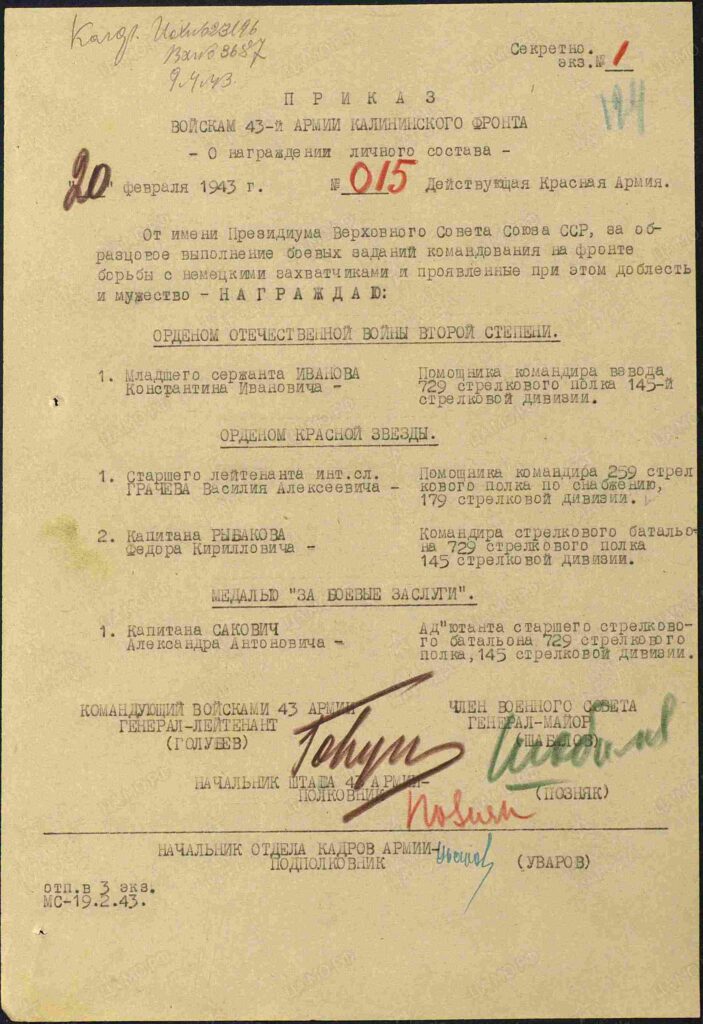 Секретно.
экз.№ 1
ПРИКАЗ
ВОЙСКАМ 43-й АРМИИ КАЛИНИНСКОГО ФРОНТА
- О награждении личного состава -
"20" февраля 1943 г. № 015 Действующая Красная Армия.
От имени Президиума Верховного Совета Союза ССР, за об-
разцовое выполнение боевых заданий командования на фронте
борьбы с немецкими захватчиками и проявленные при этом доблесть
и мужество - НАГРАЖДАЮ:
ОРДЕНОМ ОТЕЧЕСТВЕННОЙ ВОЙНЫ ВТОРОЙ СТЕПЕНИ.
1. Младшего сержанта ИВАНОВА Помощника командира взвода
Константина Ивановича - 729 стрелкового полка 145-й
стрелковой дивизии.
ОРДЕНОМ КРАСНОЙ ЗВЕЗДЫ.
1. Старшего лейтенанта инт.сл. Помощника командира 259 стрел
ГРАЧЕВА Василия Алексеевича - кового полка по снабжению,
179 стрелковой дивизии.
2. Капитана РЫБАКОВА Командира стрелкового батальо-
Федора Кирилловича - на 729 стрелкового полка
145 стрелковой дивизии.
МЕДАЛЬЮ "ЗА БОЕВЫЕ ЗАСЛУГИ".
1. Капитана САКОВИЧ Ад"ютанта старшего стрелково-
Александра Антоновича - го батальона 729 стрелкового
полка, 145 стрелковой дивизии.
КОМАНДУЮЩИЙ ВОЙСКАМИ 43 АРМИИ ЧЛЕН ВОЕННОГО СОВЕТА
ГЕНЕРАЛ-ЛЕЙТЕНАНТ ГЕНЕРАЛ-МАЙОР
(ГОЛУБЕВ) (ШАБАЛОВ)
НАЧАЛЬНИК ШТАБА 43 АРМИИ-
ПОЛКОВНИК (ПОЗНЯК)
НАЧАЛЬНИК ОТДЕЛА КАДРОВ АРМИИ-
ПОДПОЛКОВНИК (УВАРОВ)
отп.в 3 экз.
МС-19.2.43.